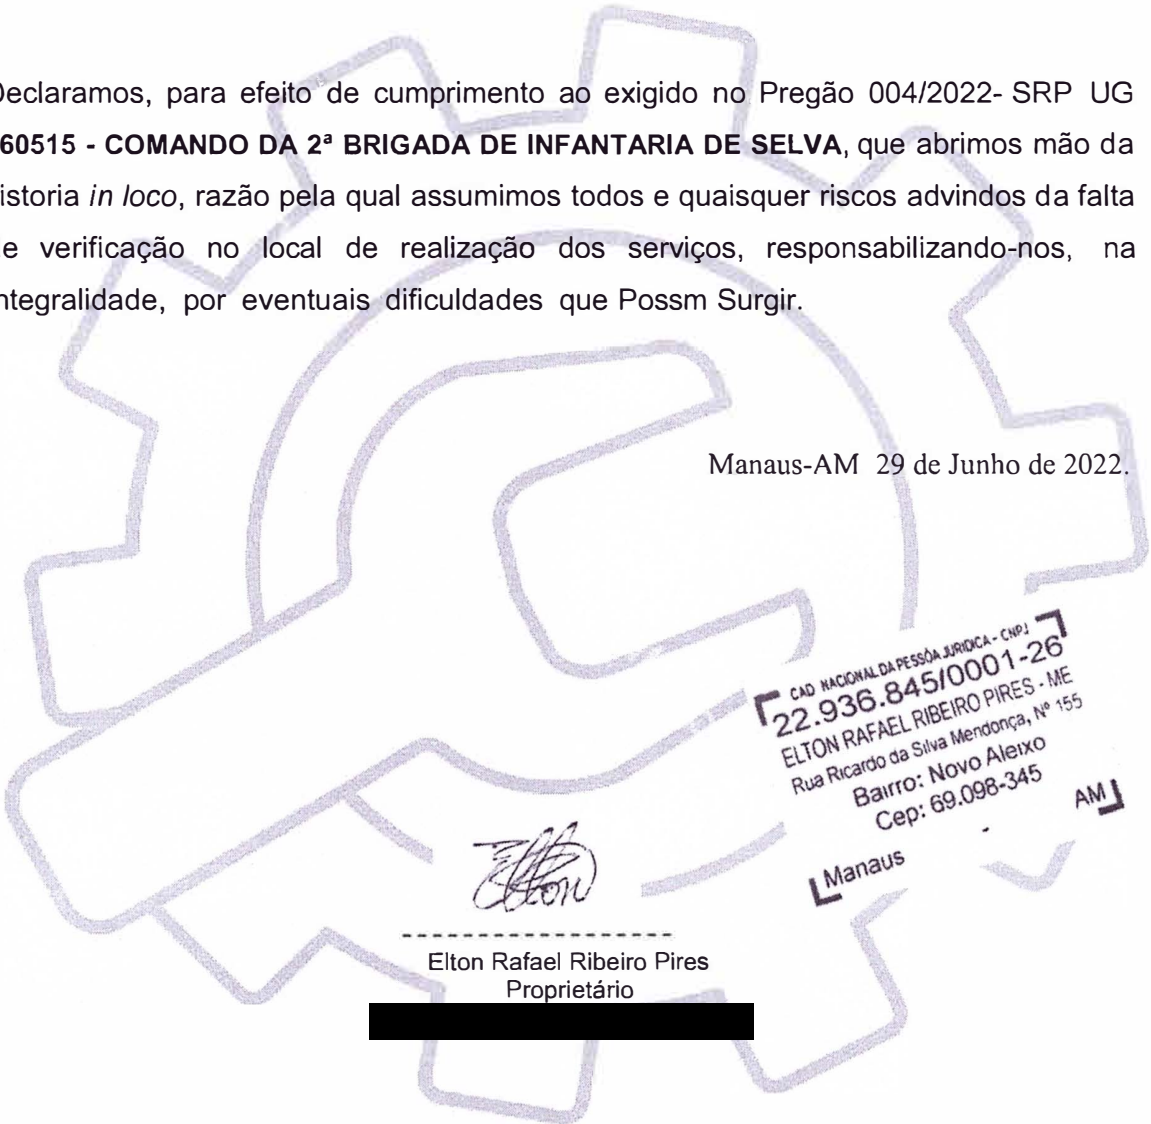 Declaramos, para efeito de cumprimento ao exigido no Pregão 004/2022- SRP UG
60515 - COMANDO DA 2ª BRIGADA DE INFANTARIA DE SELVA, que abrimos mão da
istoria in loco, razão pela qual assumimos todos e quaisquer riscos advindos da falta
e verificação no local de realização dos serviços, responsabilizando-nos, na
ntegralidade, por eventuais dificuldades que Possm Surgir.
Manaus-AM 29 de Junho de 2022.
CAD NACIONAL DA PESSÔA JURIDICA - CNPJ
22.936.845/0001-26
ELTON RAFAEL RIBEIRO PIRES - ME
Rua Ricardo da Silva Mendonça, Nº 155
Bairro: Novo Aleixo
Cep: 69.098-345
Manaus - AM
Elton
Elton Rafael Ribeiro Pires
Proprietário